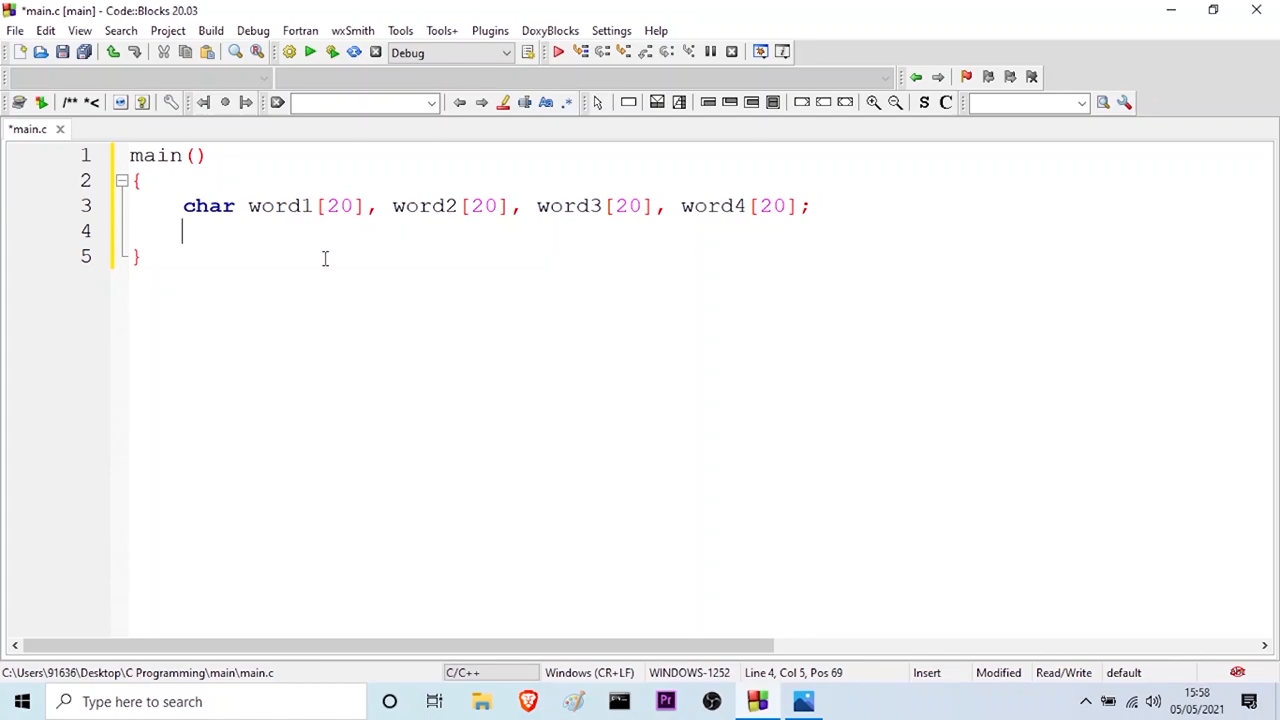 *main.c [main] - Code::Blocks 20.03
File Edit View Search Project Build Debug Fortran wxSmith Tools Tools+ Plugins DoxyBlocks Settings Help
Debug
/** *<
Aa .*
S C
*main.c
1 main()
2 {
3 char word1[20], word2[20], word3[20], word4[20];
4
5 }
C:\Users\91636\Desktop\C Programming\main\main.c C/C++ Windows (CR+LF) WINDOWS-1252 Line 4, Col 5, Pos 69 Insert Modified Read/Write default
Type here to search
Pr
15:58
05/05/2021